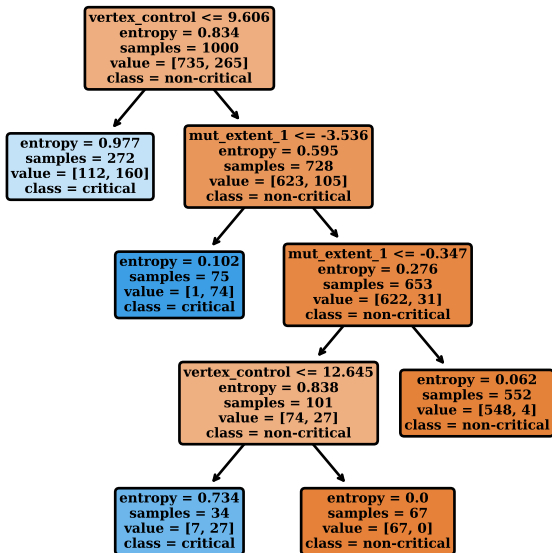 vertex_control <= 9.606
entropy = 0.834
samples = 1000
value = [735, 265]
class = non-critical
entropy = 0.977
samples = 272
value = [112, 160]
class = critical
mut_extent_1 <= -3.536
entropy = 0.595
samples = 728
value = [623, 105]
class = non-critical
entropy = 0.102
samples = 75
value = [1, 74]
class = critical
mut_extent_1 <= -0.347
entropy = 0.276
samples = 653
value = [622, 31]
class = non-critical
vertex_control <= 12.645
entropy = 0.838
samples = 101
value = [74, 27]
class = non-critical
entropy = 0.062
samples = 552
value = [548, 4]
class = non-critical
entropy = 0.734
samples = 34
value = [7, 27]
class = critical
entropy = 0.0
samples = 67
value = [67, 0]
class = non-critical